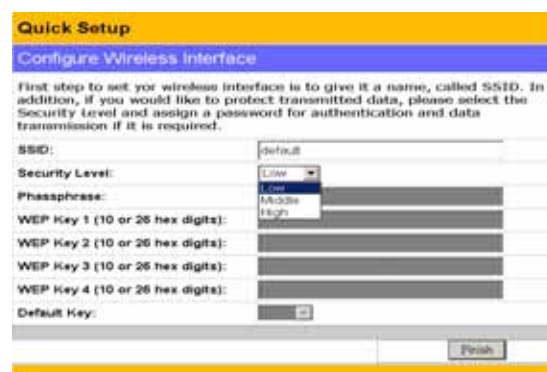 Quick Setup
Configure Wireless Interface
First step to set yor wireless interface is to give it a name, called SSID. In
addition, if you would like to protect transmitted data, please select the
Security Level and assign a password for authentication and data
transmission if it is required.
SSID: default
Security Level: Low
Low
Middle
High
Phassphrase:
WEP Key 1 (10 or 26 hex digits):
WEP Key 2 (10 or 26 hex digits):
WEP Key 3 (10 or 26 hex digits):
WEP Key 4 (10 or 26 hex digits):
Default Key:
Finish